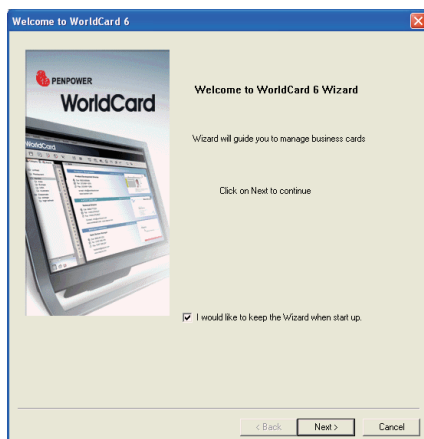 Welcome to WorldCard 6
PENPOWER
WorldCard
WorldCard
Welcome to WorldCard 6 Wizard
Wizard will guide you to manage business cards
Click on Next to continue
I would like to keep the Wizard when start up.
< Back
Next >
Cancel